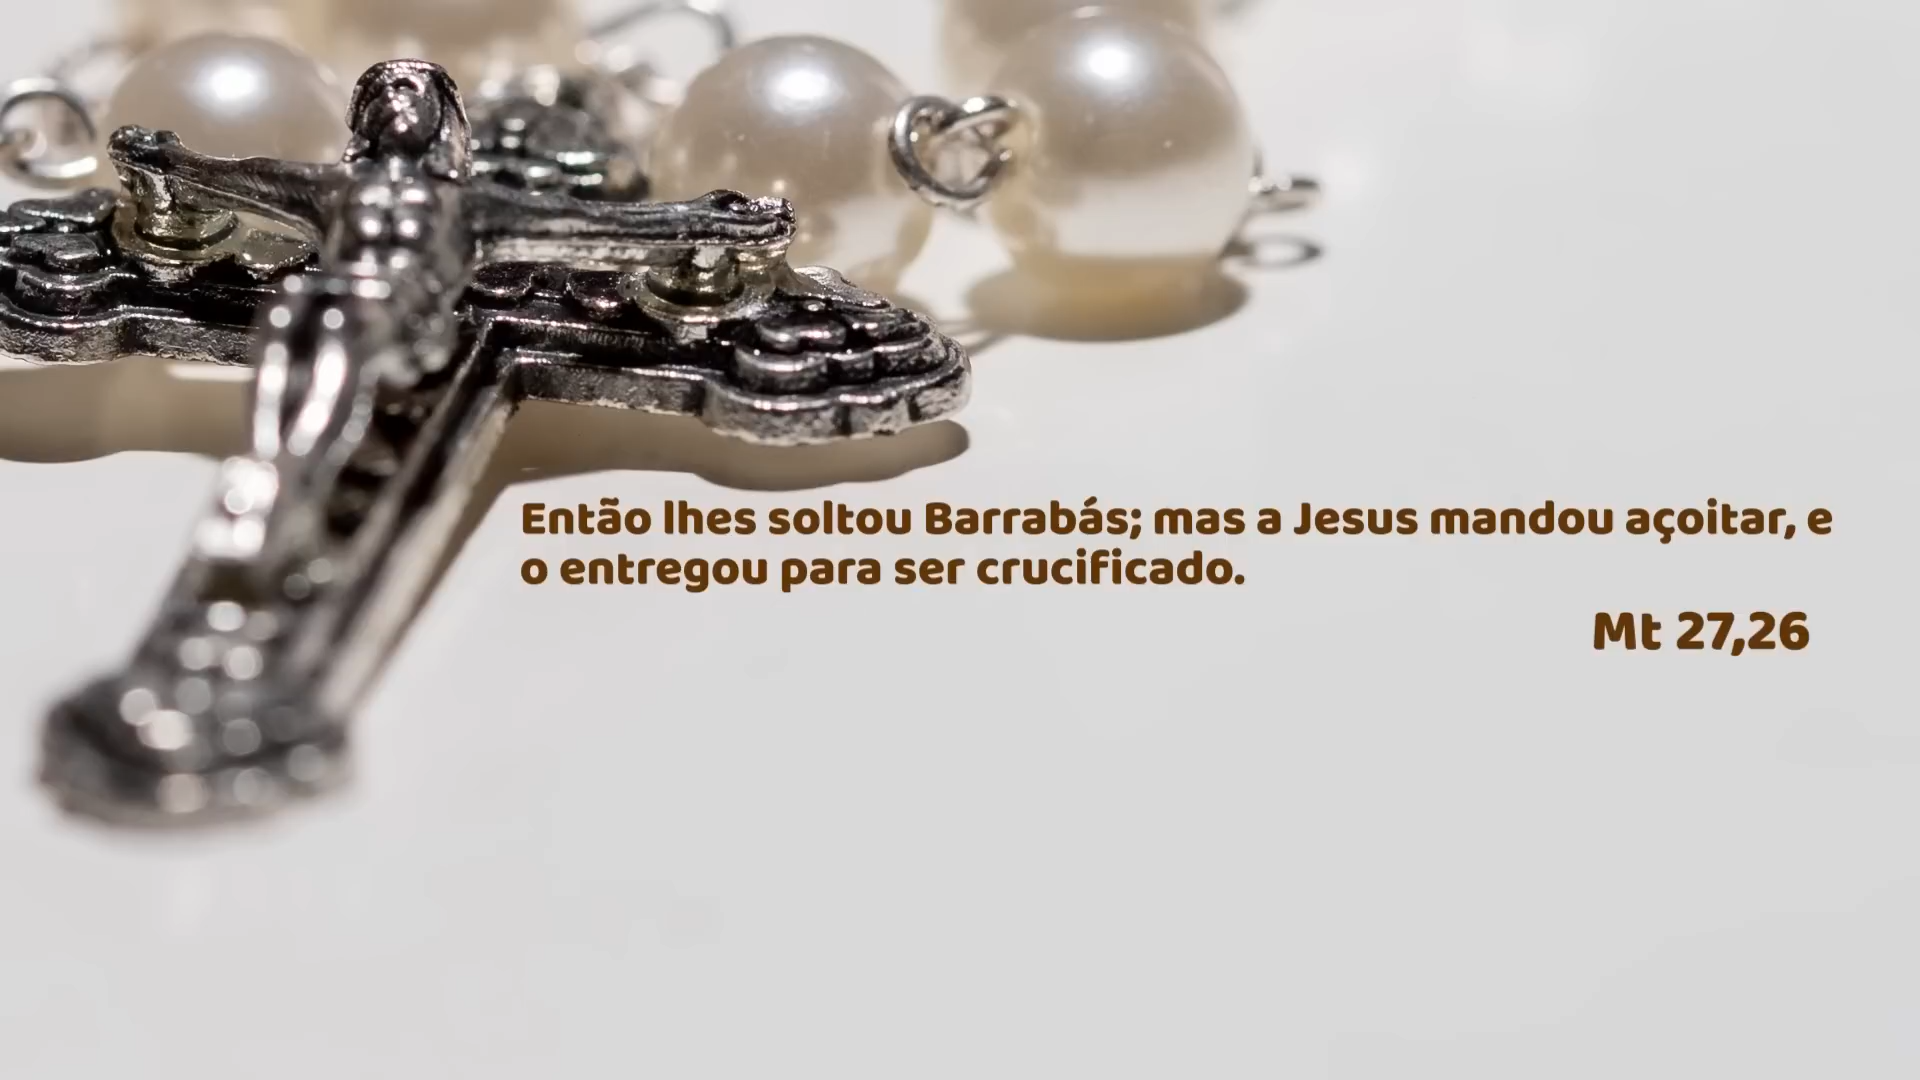 Então lhes soltou Barrabás; mas a Jesus mandou açoitar, e
o entregou para ser crucificado.
Mt 27,26